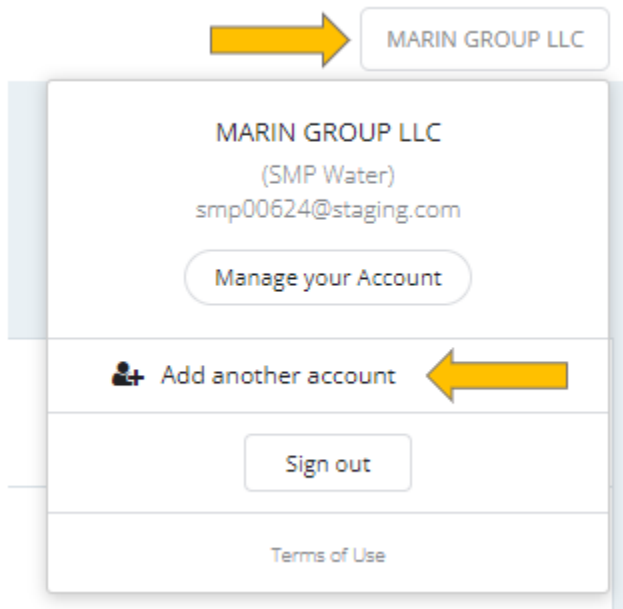 MARIN GROUP LLC
MARIN GROUP LLC
(SMP Water)
smp00624@staging.com
Manage your Account
Add another account
Sign out
Terms of Use